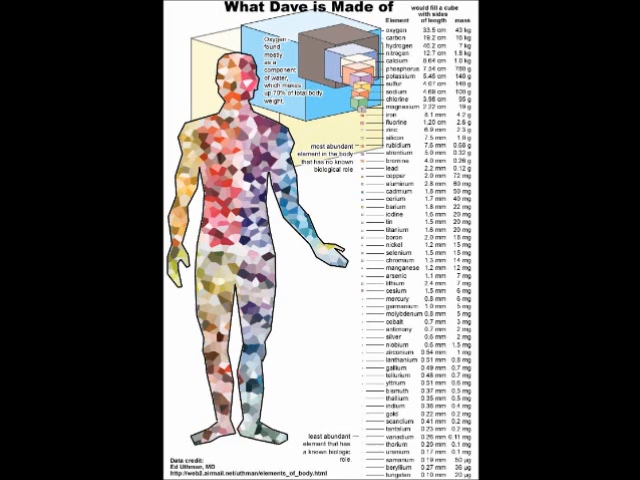 What Dave is Made of
would fill a cube
with sides
Element of length mass
Oxygen
found
mostly
as a
component
of water,
which makes
up 70% of total body
weight.
oxygen 33.5 cm 43 kg
carbon 19.2 cm 16 kg
hydrogen 46.2 cm 7 kg
nitrogen 12.7 cm 1.8 kg
calcium 8.64 cm 1.0 kg
phosphorus 7.54 cm 780 g
potassium 5.46 cm 140 g
sulfur 4.07 cm 140 g
sodium 4.69 cm 100 g
chlorine 3.98 cm 95 g
magnesium 2.22 cm 19 g
iron 8.1 mm 4.2 g
fluorine 1.20 cm 2.6 g
zinc 6.9 mm 2.3 g
silicon 7.5 mm 1.0 g
most abundant
element in the body
that has no known
biological role
rubidium 7.6 mm 0.68 g
strontium 5.0 mm 0.32 g
bromine 4.0 mm 0.26 g
lead 2.2 mm 0.12 g
copper 2.0 mm 72 mg
aluminum 2.8 mm 60 mg
cadmium 1.8 mm 50 mg
cerium 1.7 mm 40 mg
barium 1.8 mm 22 mg
iodine 1.6 mm 20 mg
tin 1.5 mm 20 mg
titanium 1.6 mm 20 mg
boron 2.0 mm 18 mg
nickel 1.2 mm 15 mg
selenium 1.5 mm 15 mg
chromium 1.3 mm 14 mg
manganese 1.2 mm 12 mg
arsenic 1.1 mm 7 mg
lithium 2.4 mm 7 mg
cesium 1.5 mm 6 mg
mercury 0.8 mm 6 mg
germanium 1.0 mm 5 mg
molybdenum 0.8 mm 5 mg
cobalt 0.7 mm 3 mg
antimony 0.7 mm 2 mg
silver 0.6 mm 2 mg
niobium 0.6 mm 1.5 mg
zirconium 0.54 mm 1 mg
lanthanium 0.51 mm 0.8 mg
gallium 0.49 mm 0.7 mg
tellurium 0.48 mm 0.7 mg
yttrium 0.51 mm 0.6 mg
bismuth 0.37 mm 0.5 mg
thallium 0.35 mm 0.5 mg
indium 0.38 mm 0.4 mg
gold 0.22 mm 0.2 mg
scandium 0.41 mm 0.2 mg
tantalum 0.23 mm 0.2 mg
least abundant
element that has
a known biologic
role
vanadium 0.26 mm 0.11 mg
thorium 0.20 mm 0.1 mg
uranium 0.17 mm 0.1 mg
samarium 0.19 mm 50 µg
beryllium 0.27 mm 36 µg
tungsten 0.10 mm 20 µg
Data credit:
Ed Uthman, MD
http://web2.airmail.net/uthman/elements_of_body.html